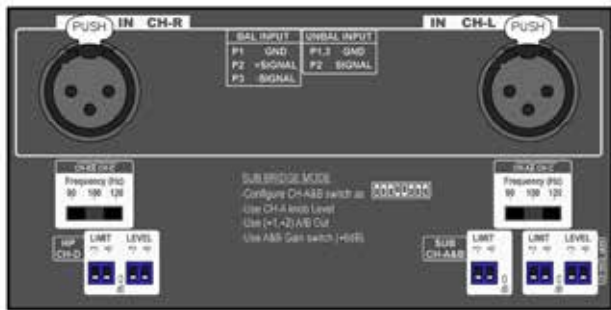 PUSH IN CH-R
IN CH-L PUSH
BAL INPUT
P1 GND
P2 +SIGNAL
P3 -SIGNAL
UNBAL INPUT
P1,3 GND
P2 SIGNAL
Frequency (Hz)
90 100 120
HP
CH-D
LIMIT
LEVEL
SUB BRIDGE MODE
-Configure CH-A&B switch as
-Use CH-A knob Level
-Use (+1,+2) A/B Out
-Use A&B Gain switch (+6dB)
Frequency (Hz)
90 100 120
SUB
CH-A&B
LIMIT
LIMIT
LEVEL